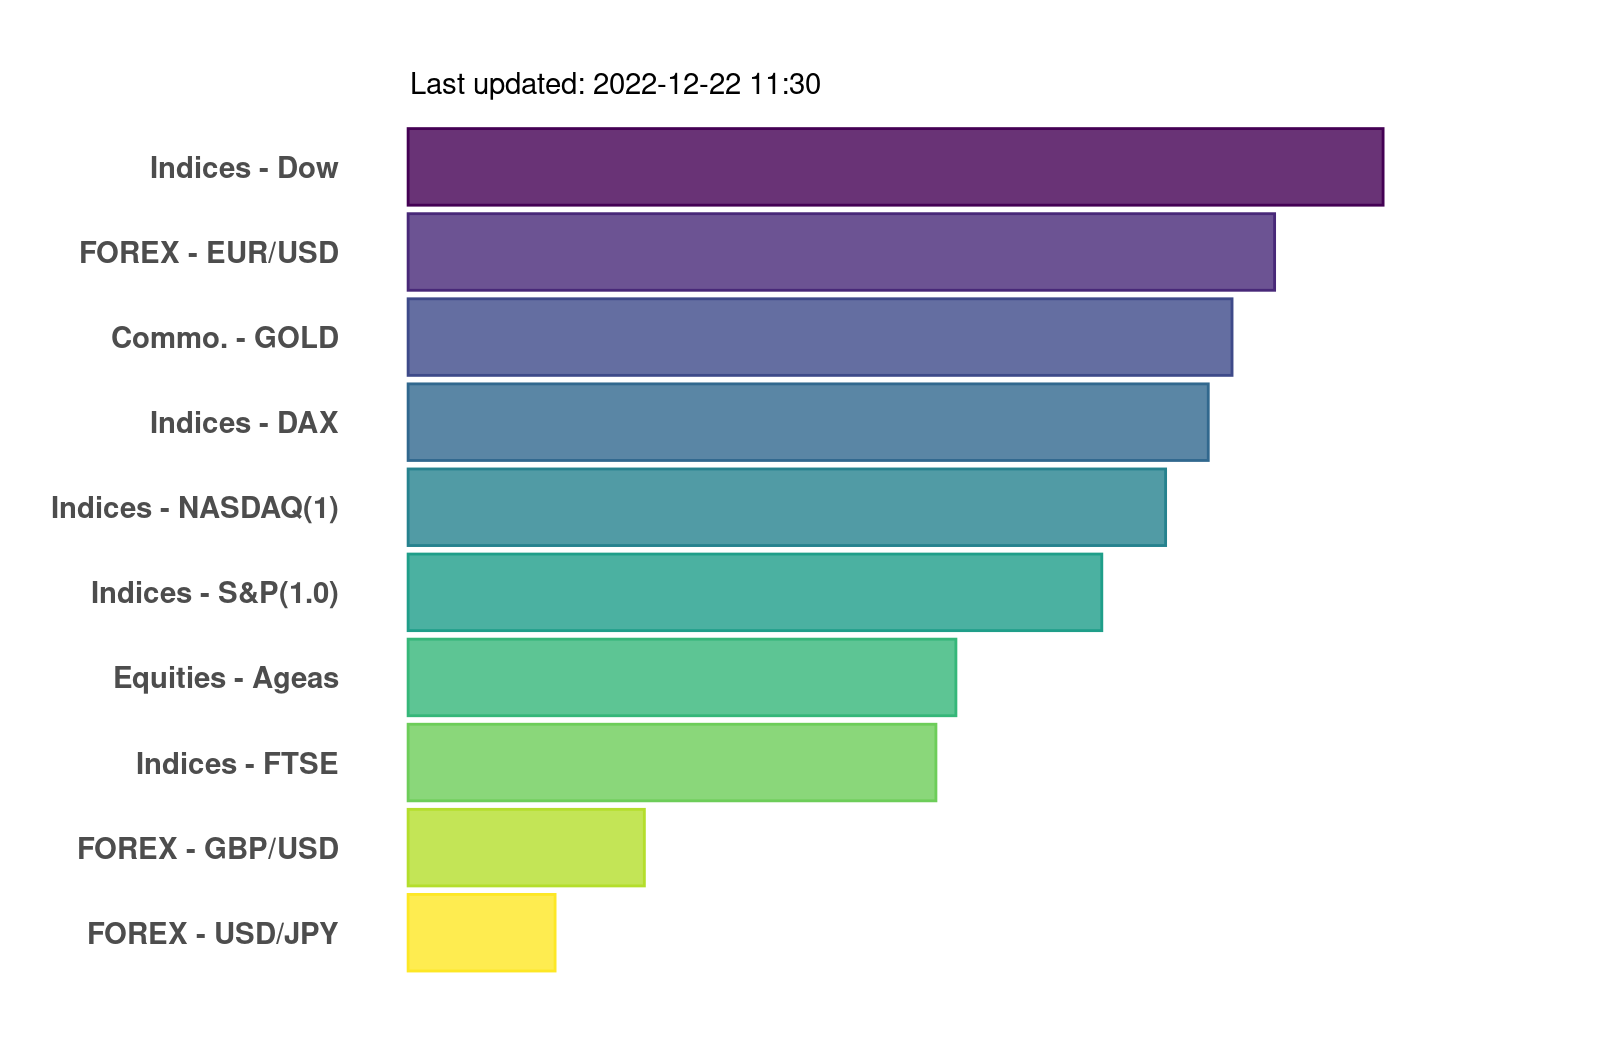 Last updated: 2022-12-22 11:30
Indices - Dow
FOREX - EUR/USD
Commo. - GOLD
Indices - DAX
Indices - NASDAQ(1)
Indices - S&P(1.0)
Equities - Ageas
Indices - FTSE
FOREX - GBP/USD
FOREX - USD/JPY